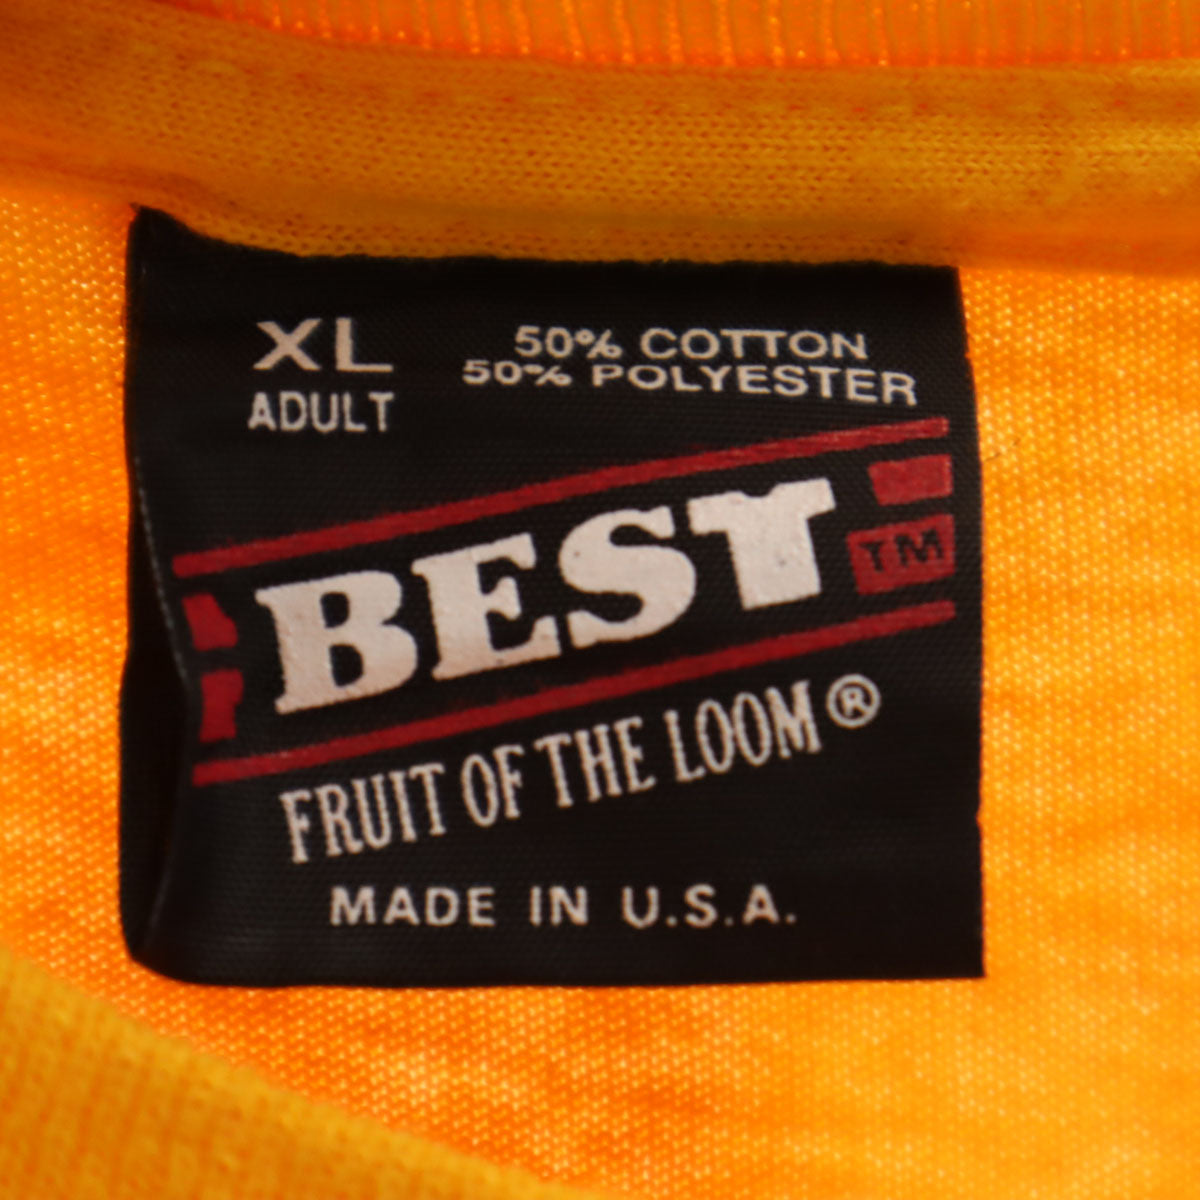 XL
ADULT
50% COTTON
50% POLYESTER
BEST TM
FRUIT OF THE LOOM®
MADE IN U.S.A.